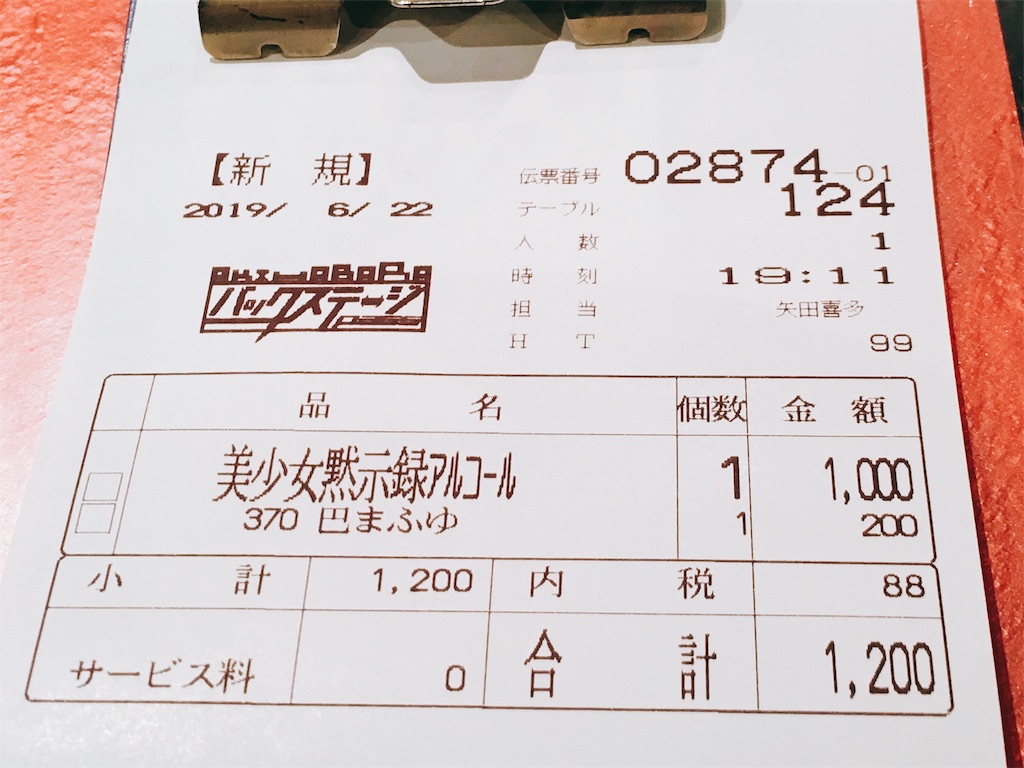 【新 規】
2019/ 6/ 22
バックステージ
伝票番号 02874-01
テーブル 124
人 数 1
時 刻 19:11
担 当 矢田喜多
H T 99
品 名 個数 金 額
美少女黙示録アルコール 1 1,000
370 巴まふゆ 1 200
小 計 1,200 内 税 88
サービス料 0 合 計 1,200